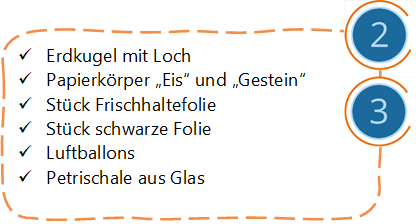 2
✓ Erdkugel mit Loch
✓ Papierkörper „Eis“ und „Gestein“
✓ Stück Frischhaltefolie
3
✓ Stück schwarze Folie
✓ Luftballons
✓ Petrischale aus Glas